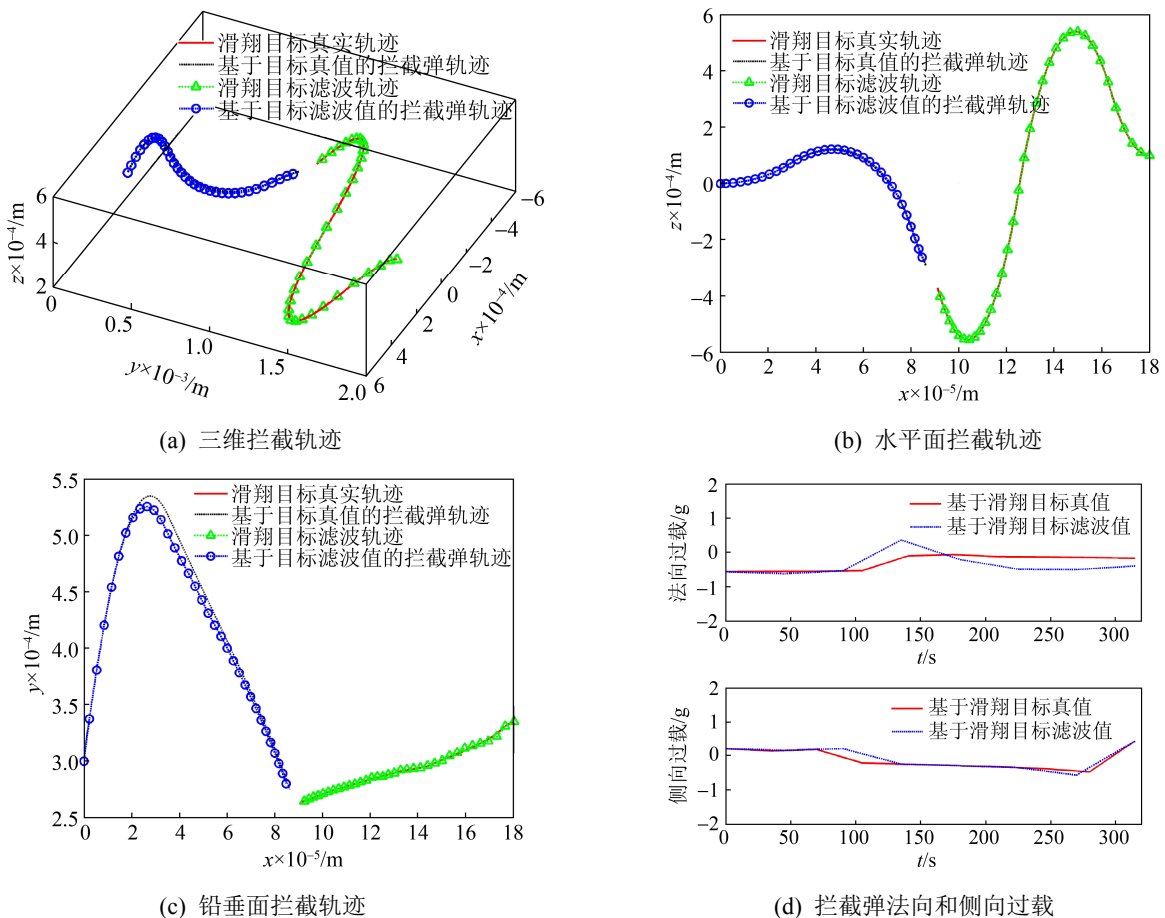 滑翔目标真实轨迹
基于目标真值的拦截弹轨迹
滑翔目标滤波轨迹
基于目标滤波值的拦截弹轨迹
6
4
2
z×10⁻⁴/m
0
0.5
1.0
1.5
2.0
y×10⁻³/m
6
4
2
0
−2
−4
−6
x×10⁻⁴/m
(a) 三维拦截轨迹
滑翔目标真实轨迹
基于目标真值的拦截弹轨迹
滑翔目标滤波轨迹
基于目标滤波值的拦截弹轨迹
6
4
2
0
−2
−4
−6
z×10⁻⁴/m
0 2 4 6 8 10 12 14 16 18
x×10⁻⁵/m
(b) 水平面拦截轨迹
滑翔目标真实轨迹
基于目标真值的拦截弹轨迹
滑翔目标滤波轨迹
基于目标滤波值的拦截弹轨迹
5.5
5.0
4.5
4.0
3.5
3.0
2.5
y×10⁻⁴/m
0 2 4 6 8 10 12 14 16 18
x×10⁻⁵/m
(c) 铅垂面拦截轨迹
基于滑翔目标真值
基于滑翔目标滤波值
2
1
0
−1
−2
法向过载/g
0 50 100 150 200 250 300
t/s
基于滑翔目标真值
基于滑翔目标滤波值
2
1
0
−1
−2
侧向过载/g
0 50 100 150 200 250 300
t/s
(d) 拦截弹法向和侧向过载